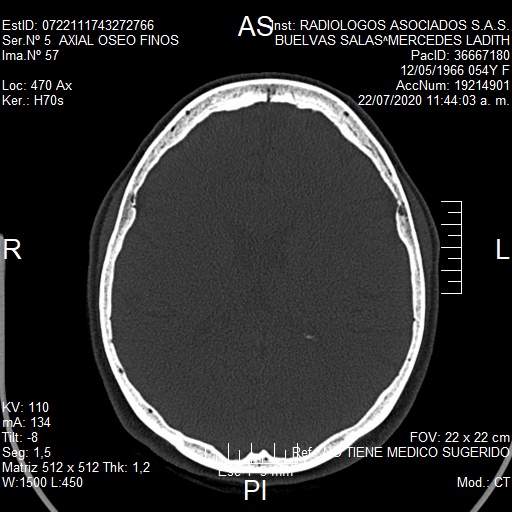 EstID: 0722111743272766
Ser.Nº 5 AXIAL OSEO FINOS
Ima.Nº 57
Loc: 470 Ax
Ker.: H70s
AS
Inst: RADIOLOGOS ASOCIADOS S.A.S.
BUELVAS SALAS^MERCEDES LADITH
PacID: 36667180
12/05/1966 054Y F
AccNum: 19214901
22/07/2020 11:44:03 a. m.
R
L
KV: 110
mA: 134
Tilt: -8
Seg: 1,5
Matriz 512 x 512 Thk: 1,2
W:1500 L:450
PI
FOV: 22 x 22 cm
TIENE MEDICO SUGERIDO
Mod.: CT